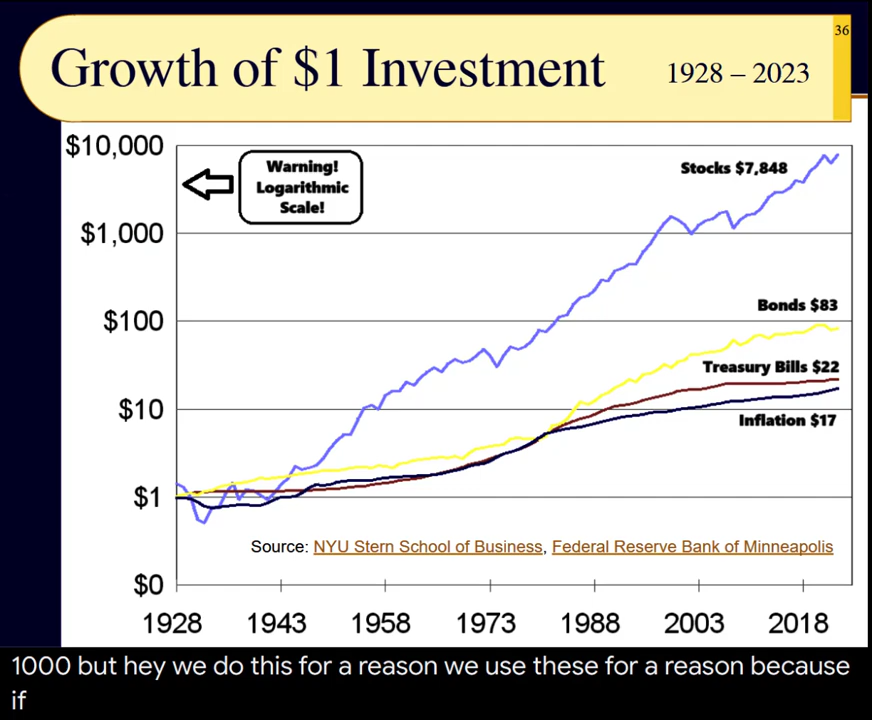 36
Growth of $1 Investment 1928 – 2023
$10,000
Warning!
Logarithmic
Scale!
Stocks $7,848
$1,000
Bonds $83
$100
Treasury Bills $22
$10
Inflation $17
$1
Source: NYU Stern School of Business, Federal Reserve Bank of Minneapolis
$0
1928 1943 1958 1973 1988 2003 2018
1000 but hey we do this for a reason we use these for a reason because
if